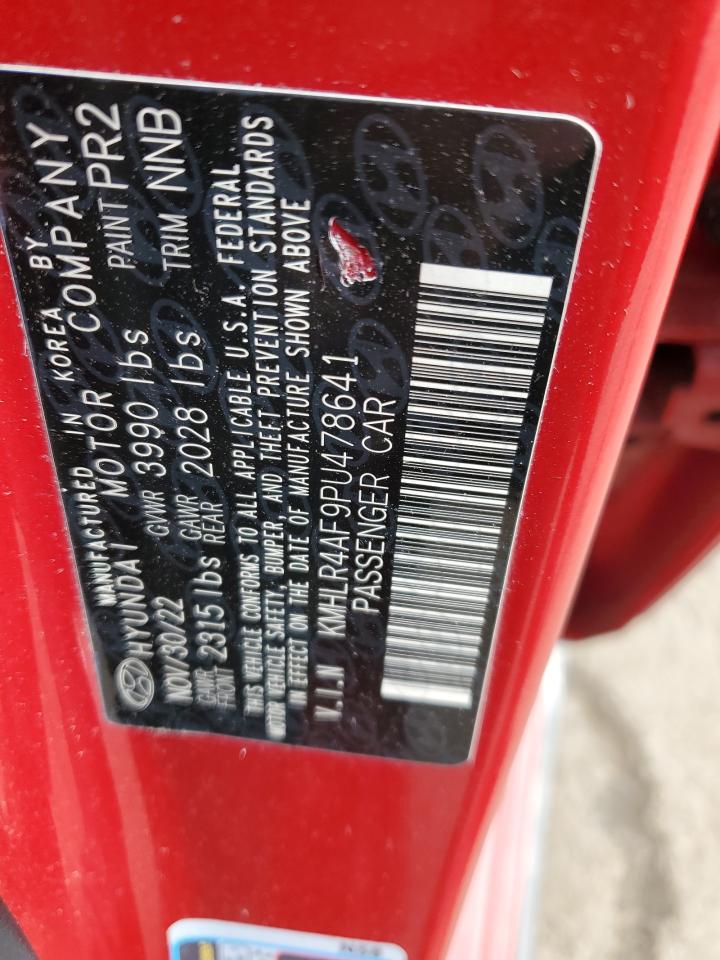 MANUFACTURED IN KOREA BY
HYUNDAI MOTOR COMPANY
NOV/30/22 GVWR 3990 lbs PAINT PR2
GAWR FRONT 2315 lbs GAWR REAR 2028 lbs TRIM NNB
THIS VEHICLE CONFORMS TO ALL APPLICABLE U.S.A. FEDERAL
MOTOR VEHICLE SAFETY, BUMPER, AND THEFT PREVENTION STANDARDS
IN EFFECT ON THE DATE OF MANUFACTURE SHOWN ABOVE
V.I.N KMHLR4AF9PU478641
PASSENGER CAR